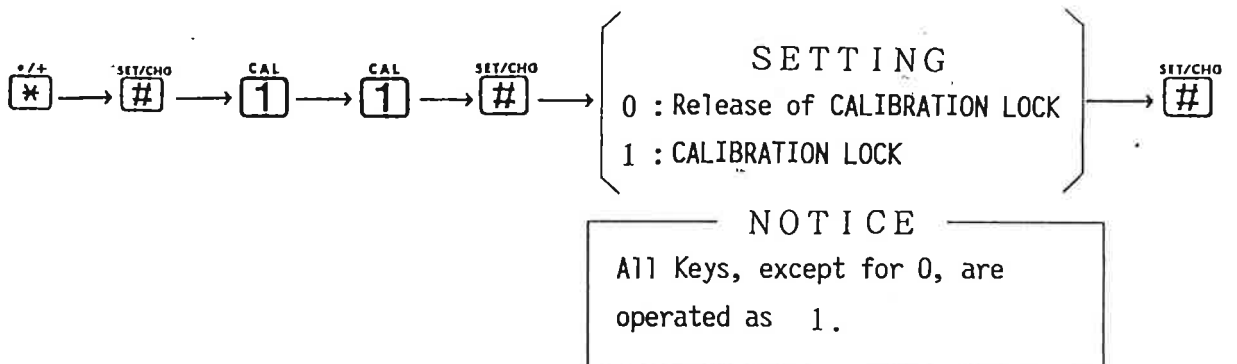 •/+ SET/CHG CAL CAL SET/CHG SET/CHG
* → # → 1 → 1 → # → → #
SETTING
0 : Release of CALIBRATION LOCK
1 : CALIBRATION LOCK
NOTICE
All Keys, except for 0, are
operated as 1.